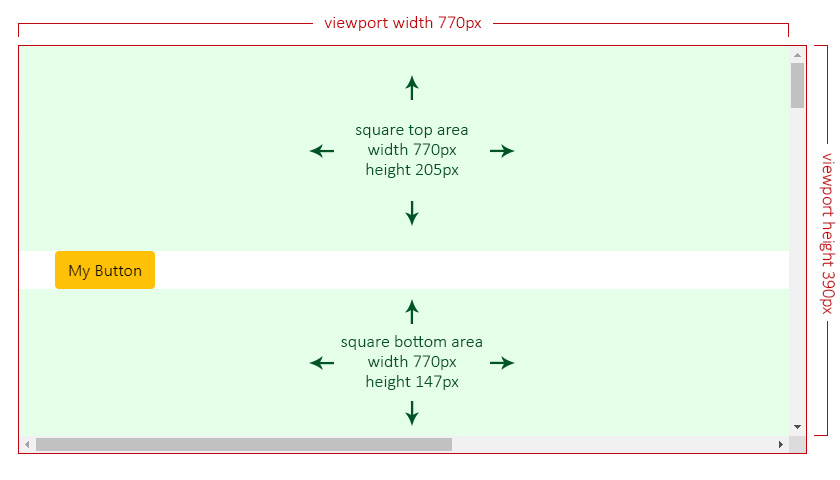 viewport width 770px
square top area
width 770px
height 205px
viewport height 390px
My Button
square bottom area
width 770px
height 147px